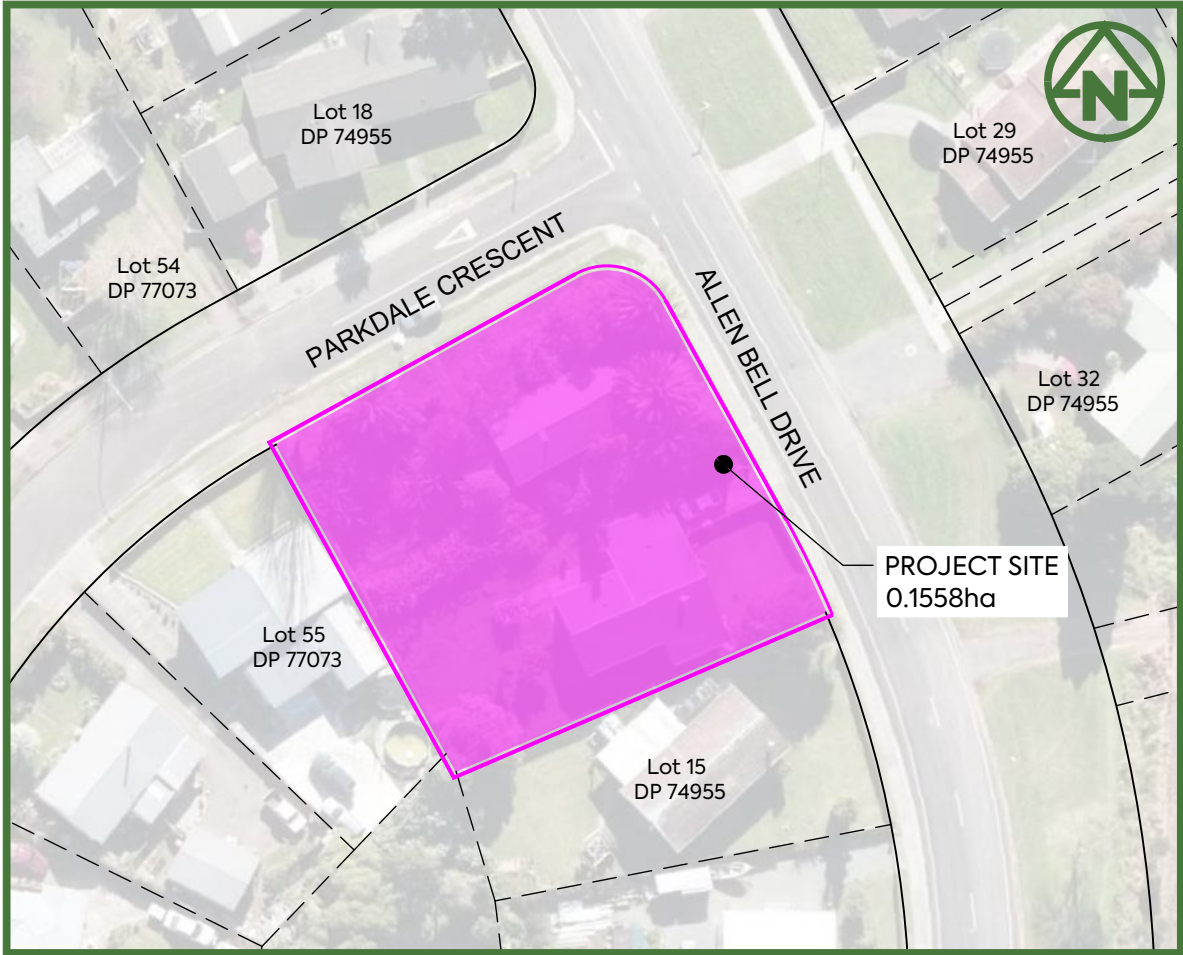 N
Lot 18
DP 74955
Lot 29
DP 74955
PARKDALE CRESCENT
Lot 54
DP 77073
ALLEN BELL DRIVE
Lot 32
DP 74955
PROJECT SITE
0.1558ha
Lot 55
DP 77073
Lot 15
DP 74955